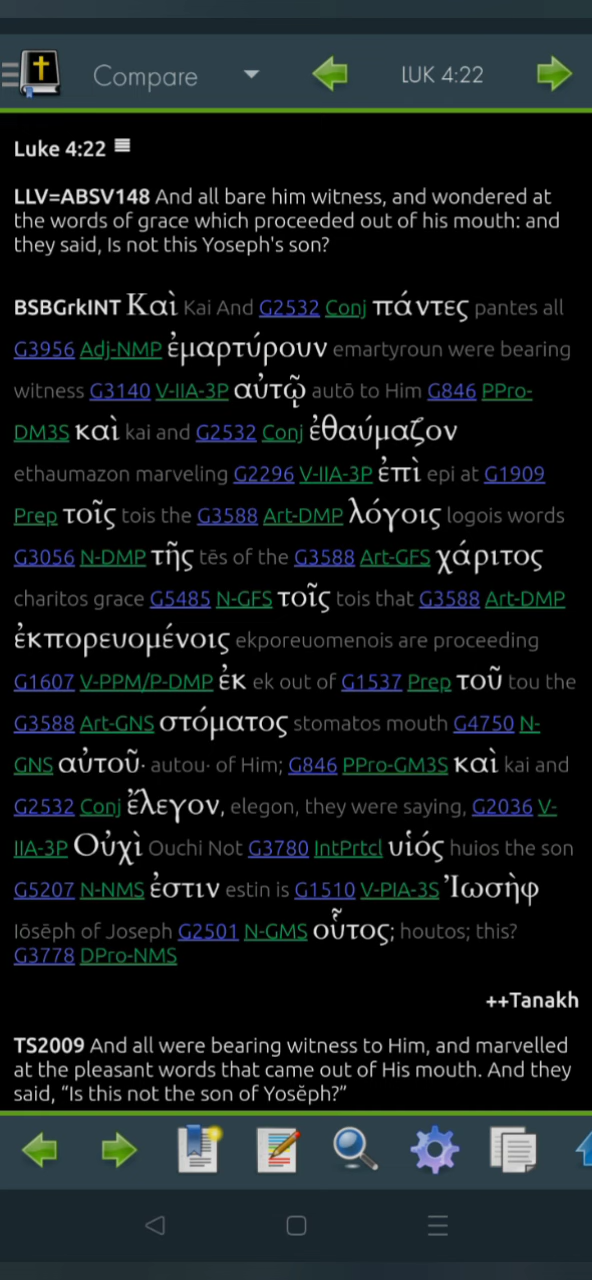 Compare
LUK 4:22
Luke 4:22
LLV=ABSV148 And all bare him witness, and wondered at
the words of grace which proceeded out of his mouth: and
they said, Is not this Yoseph's son?
BSBGrkINT Καὶ Kai And G2532 Conj πάντες pantes all
G3956 Adj-NMP ἐμαρτύρουν emartyroun were bearing
witness G3140 V-IIA-3P αὐτῷ autō to Him G846 PPro-
DM3S καὶ kai and G2532 Conj ἐθαύμαζον
ethaumazon marveling G2296 V-IIA-3P ἐπὶ epi at G1909
Prep τοῖς tois the G3588 Art-DMP λόγοις logois words
G3056 N-DMP τῆς tēs of the G3588 Art-GFS χάριτος
charitos grace G5485 N-GFS τοῖς tois that G3588 Art-DMP
ἐκπορευομένοις ekporeuomenois are proceeding
G1607 V-PPM/P-DMP ἐκ ek out of G1537 Prep τοῦ tou the
G3588 Art-GNS στόματος stomatos mouth G4750 N-
GNS αὐτοῦ· autou· of Him; G846 PPro-GM3S καὶ kai and
G2532 Conj ἔλεγον, elegon, they were saying, G2036 V-
IIA-3P Οὐχὶ Ouchi Not G3780 IntPrtcl υἱός huios the son
G5207 N-NMS ἐστιν estin is G1510 V-PIA-3S Ἰωσὴφ
Iōsēph of Joseph G2501 N-GMS οὗτος; houtos; this?
G3778 DPro-NMS
++Tanakh
TS2009 And all were bearing witness to Him, and marvelled
at the pleasant words that came out of His mouth. And they
said, “Is this not the son of Yosĕph?”